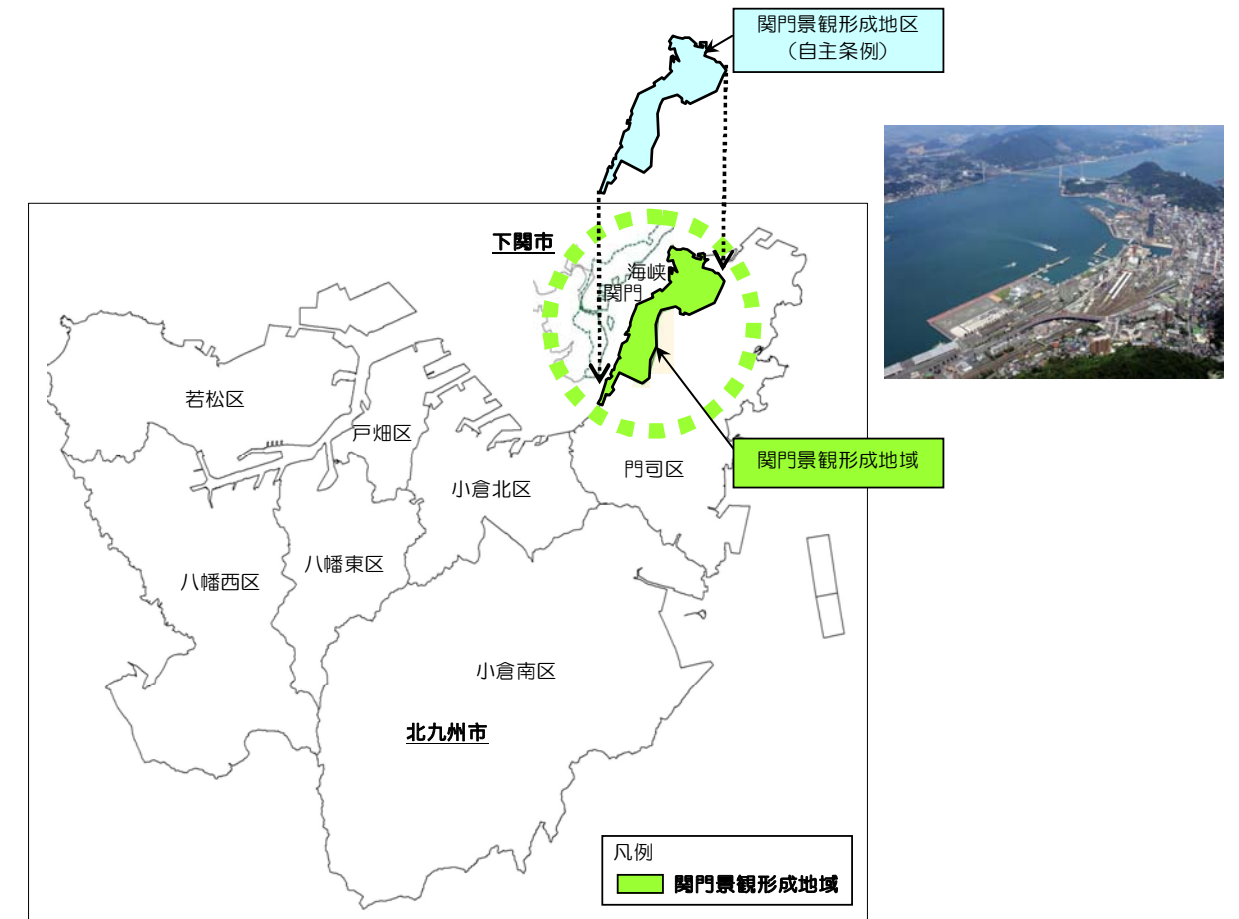 関門景観形成地区
(自主条例)
下関市
海峡
関門
若松区
戸畑区
関門景観形成地域
門司区
小倉北区
八幡東区
八幡西区
小倉南区
北九州市
凡例
関門景観形成地域